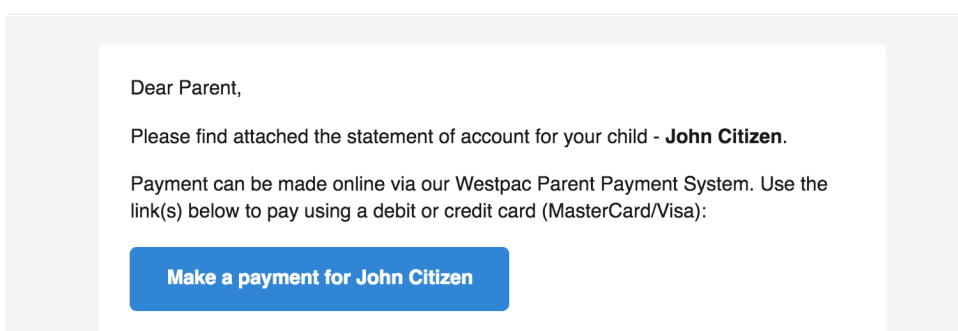 Dear Parent,
Please find attached the statement of account for your child - John Citizen.
Payment can be made online via our Westpac Parent Payment System. Use the
link(s) below to pay using a debit or credit card (MasterCard/Visa):
Make a payment for John Citizen